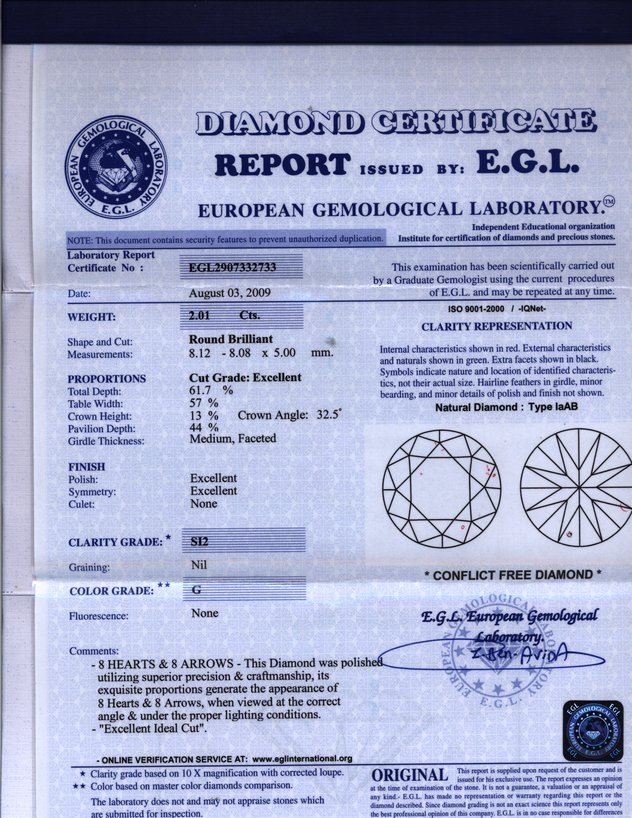 EUROPEAN GEMOLOGICAL LABORATORY
E.G.L.
DIAMOND CERTIFICATE
REPORT ISSUED BY: E.G.L.
EUROPEAN GEMOLOGICAL LABORATORY.™
Independent Educational organization
Institute for certification of diamonds and precious stones.
NOTE: This document contains security features to prevent unauthorized duplication.
Laboratory Report
Certificate No : EGL2907332733
Date: August 03, 2009
WEIGHT: 2.01 Cts.
Shape and Cut: Round Brilliant
Measurements: 8.12 - 8.08 x 5.00 mm.
PROPORTIONS Cut Grade: Excellent
Total Depth: 61.7 %
Table Width: 57 %
Crown Height: 13 % Crown Angle: 32.5°
Pavilion Depth: 44 %
Girdle Thickness: Medium, Faceted
FINISH
Polish: Excellent
Symmetry: Excellent
Culet: None
CLARITY GRADE: * SI2
Graining: Nil
COLOR GRADE: ** G
Fluorescence: None
Comments:
- 8 HEARTS & 8 ARROWS - This Diamond was polished
utilizing superior precision & craftmanship, its
exquisite proportions generate the appearance of
8 Hearts & 8 Arrows, when viewed at the correct
angle & under the proper lighting conditions.
- "Excellent Ideal Cut".
- ONLINE VERIFICATION SERVICE AT: www.eglinternational.org
* Clarity grade based on 10 X magnification with corrected loupe.
** Color based on master color diamonds comparison.
The laboratory does not and may not appraise stones which
are submitted for inspection.
This examination has been scientifically carried out
by a Graduate Gemologist using the current procedures
of E.G.L. and may be repeated at any time.
ISO 9001-2000 / -IQNet-
CLARITY REPRESENTATION
Internal characteristics shown in red. External characteristics
and naturals shown in green. Extra facets shown in black.
Symbols indicate nature and location of identified characteris-
tics, not their actual size. Hairline feathers in girdle, minor
bearding, and minor details of polish and finish not shown.
Natural Diamond : Type IaAB
* CONFLICT FREE DIAMOND *
E.G.L. European Gemological
Laboratory.
EUROPEAN GEMOLOGICAL
E.G.L.
EGL
EGL
EGL
EGL
ORIGINAL This report is supplied upon request of the customer and is
issued for his exclusive use. The report expresses an opinion
at the time of examination of the stone. It is not a guarantee, a valuation or an appraisal of
any kind.- E.G.L. has made no representation or warranty regarding this report or the
diamond described. Since diamond grading is not an exact science this report represents only
the best professional opinion of this company. E.G.L. is in no case responsible for differences